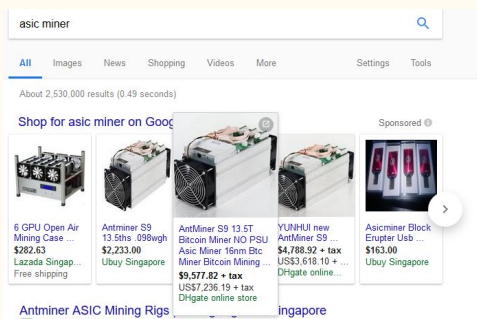 asic miner
All Images News Shopping Videos More Settings Tools
About 2,530,000 results (0.49 seconds)
Shop for asic miner on Goog
Sponsored
6 GPU Open Air
Mining Case ...
$282.63
Lazada Singap...
Free shipping
Antminer S9
13.5ths .098wgh
$2,233.00
Ubuy Singapore
AntMiner S9 13.5T
Bitcoin Miner NO PSU
Asic Miner 16nm Btc
Miner Bitcoin Mining ...
$9,577.82 + tax
US$7,236.19 + tax
DHgate online store
YUNHUI new
AntMiner S9 ...
$4,788.92 + tax
US$3,618.10 + ...
DHgate online...
Asicminer Block
Erupter Usb ...
$163.00
Ubuy Singapore
Antminer ASIC Mining Rigs ingapore